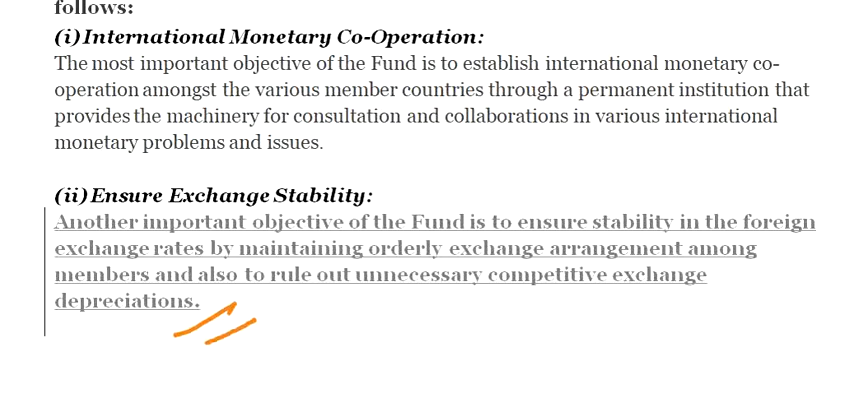 follows:
(i) International Monetary Co-Operation:
The most important objective of the Fund is to establish international monetary co-
operation amongst the various member countries through a permanent institution that
provides the machinery for consultation and collaborations in various international
monetary problems and issues.
(ii) Ensure Exchange Stability:
Another important objective of the Fund is to ensure stability in the foreign
exchange rates by maintaining orderly exchange arrangement among
members and also to rule out unnecessary competitive exchange
depreciations.